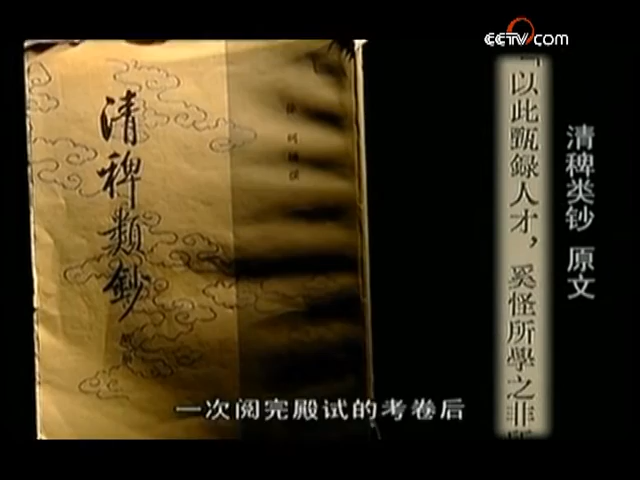 CCTV.com
清稗類鈔
「以此甄録人才，奚怪所學之非所
清稗类钞 原文
一次阅完殿试的考卷后